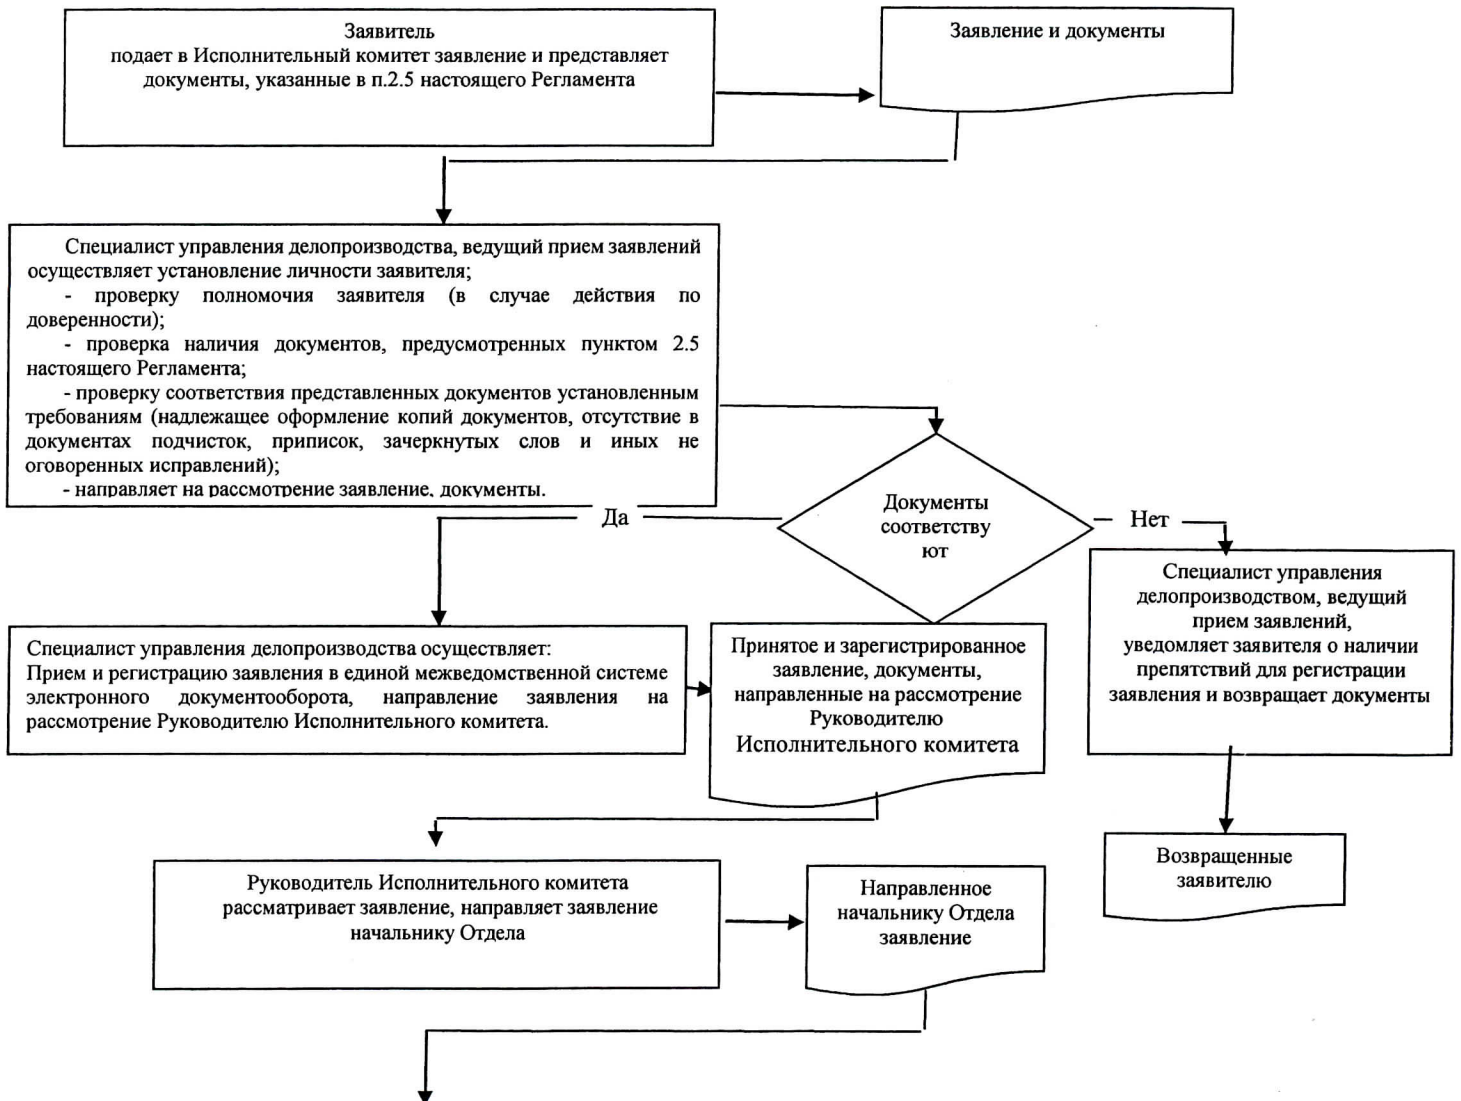 Заявитель
подает в Исполнительный комитет заявление и представляет
документы, указанные в п.2.5 настоящего Регламента
Заявление и документы
Специалист управления делопроизводства, ведущий прием заявлений
осуществляет установление личности заявителя;
- проверку полномочия заявителя (в случае действия по
доверенности);
- проверка наличия документов, предусмотренных пунктом 2.5
настоящего Регламента;
- проверку соответствия представленных документов установленным
требованиям (надлежащее оформление копий документов, отсутствие в
документах подчисток, приписок, зачеркнутых слов и иных не
оговоренных исправлений);
- направляет на рассмотрение заявление, документы.
Документы
соответству
ют
Да
Нет
Специалист управления
делопроизводством, ведущий
прием заявлений,
уведомляет заявителя о наличии
препятствий для регистрации
заявления и возвращает документы
Специалист управления делопроизводства осуществляет:
Прием и регистрацию заявления в единой межведомственной системе
электронного документооборота, направление заявления на
рассмотрение Руководителю Исполнительного комитета.
Принятое и зарегистрированное
заявление, документы,
направленные на рассмотрение
Руководителю
Исполнительного комитета
Возвращенные
заявителю
Руководитель Исполнительного комитета
рассматривает заявление, направляет заявление
начальнику Отдела
Направленное
начальнику Отдела
заявление